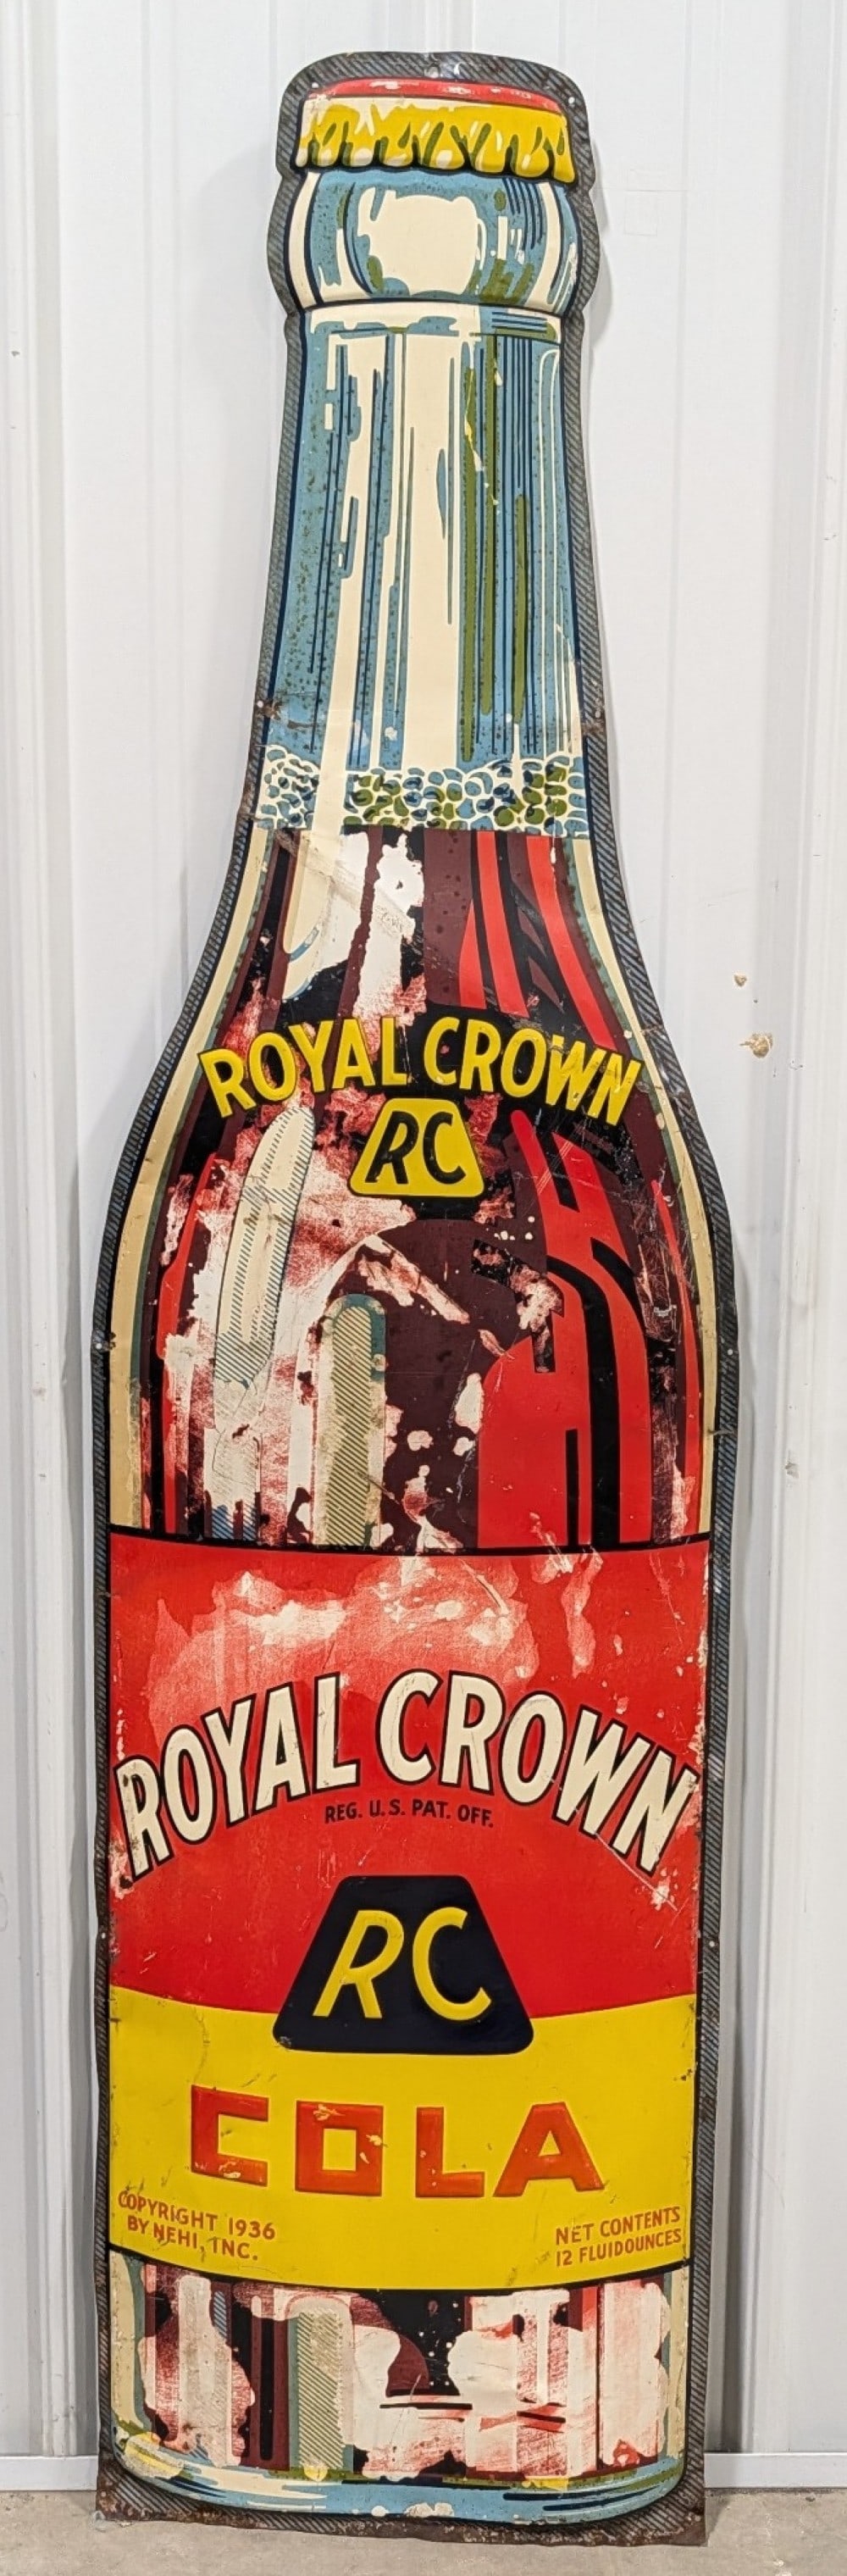 ROYAL CROWN
RC
ROYAL CROWN
REG. U.S. PAT. OFF.
RC
COLA
COPYRIGHT 1936
BY NEHI, INC.
NET CONTENTS
12 FLUIDOUNCES